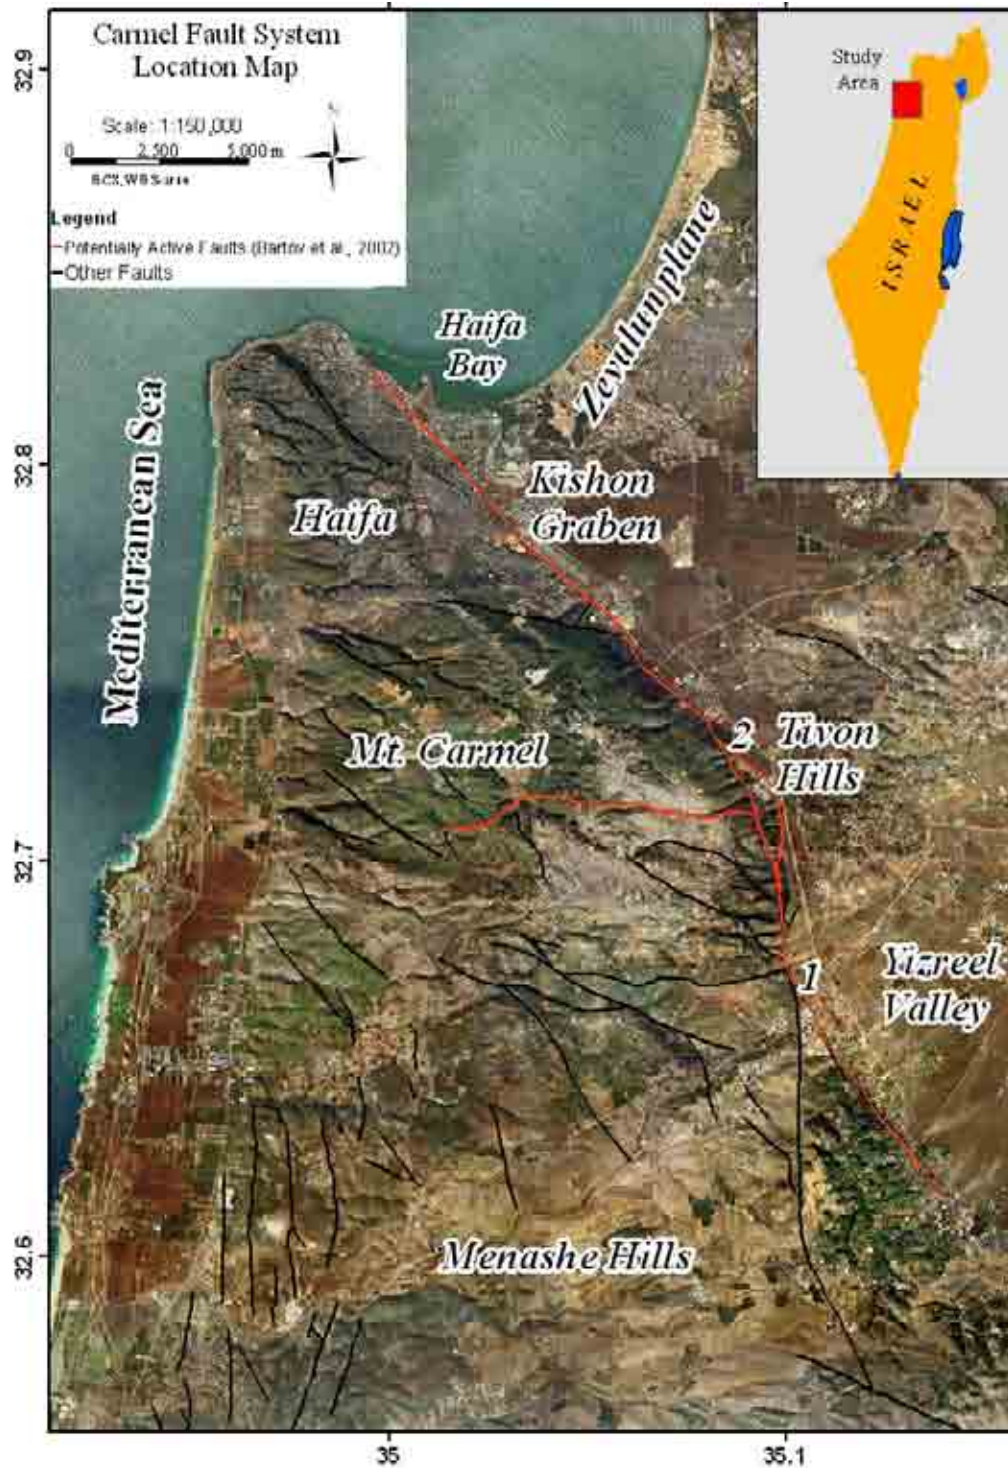 Carmel Fault System
Location Map
Scale: 1:150,000
0 2,500 5,000 m
Legend
Potentially Active Faults (Bartov et al., 2002)
Other Faults
Study
Area
ISRAEL
32.9
32.8
32.7
32.6
35
35.1
Haifa
Bay
Zevulun plane
Mediterranean Sea
Haifa
Kishon
Graben
Mt. Carmel
2
Tivon
Hills
1
Yizreel
Valley
Menashe Hills